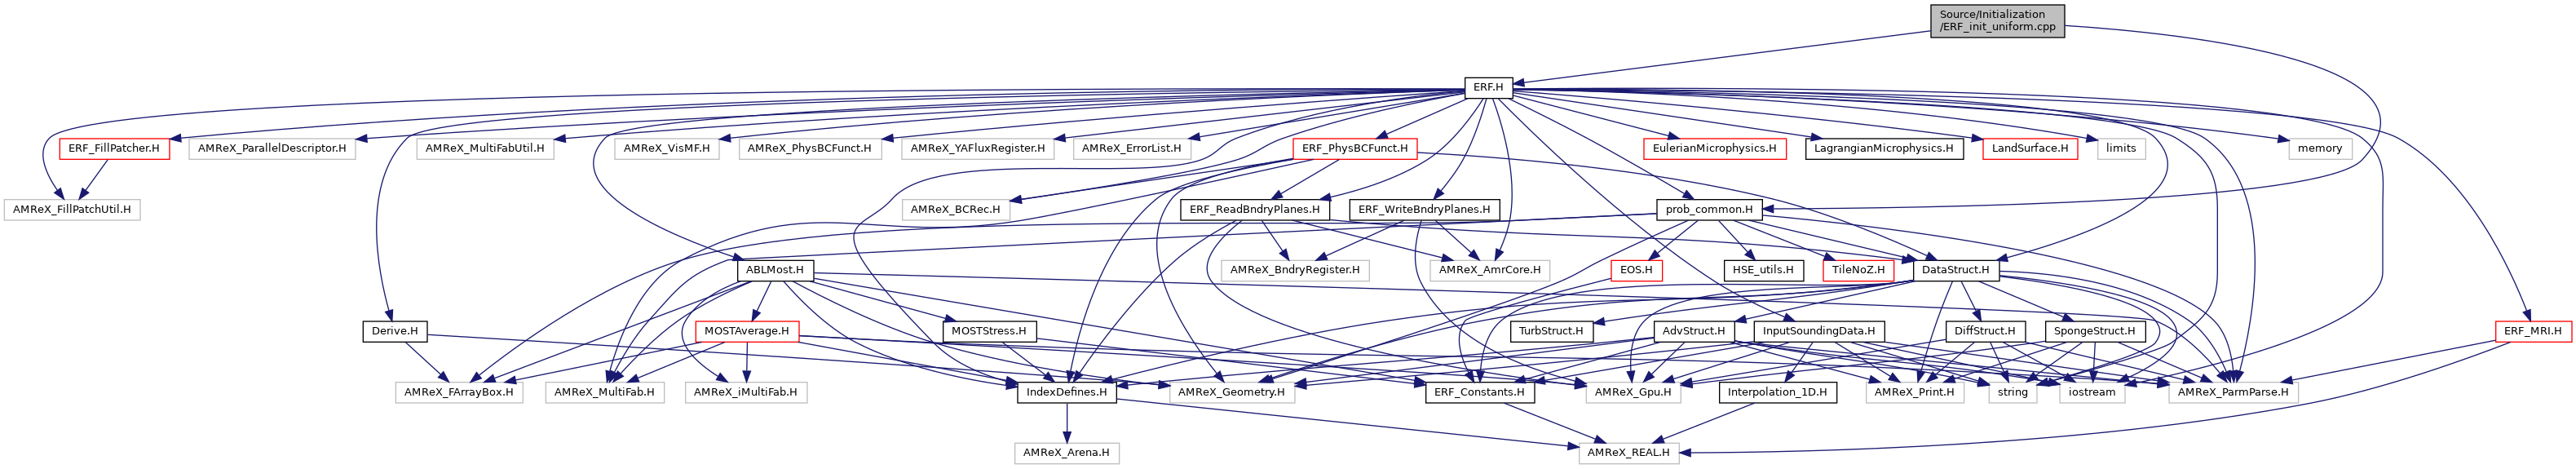 Source/Initialization
/ERF_init_uniform.cpp
ERF.H
ERF_FillPatcher.H
AMReX_ParallelDescriptor.H
AMReX_MultiFabUtil.H
AMReX_VisMF.H
AMReX_PhysBCFunct.H
AMReX_YAFluxRegister.H
AMReX_ErrorList.H
ERF_PhysBCFunct.H
EulerianMicrophysics.H
LagrangianMicrophysics.H
LandSurface.H
limits
memory
AMReX_FillPatchUtil.H
AMReX_BCRec.H
ERF_ReadBndryPlanes.H
ERF_WriteBndryPlanes.H
prob_common.H
ABLMost.H
AMReX_BndryRegister.H
AMReX_AmrCore.H
EOS.H
HSE_utils.H
TileNoZ.H
DataStruct.H
Derive.H
MOSTAverage.H
MOSTStress.H
TurbStruct.H
AdvStruct.H
InputSoundingData.H
DiffStruct.H
SpongeStruct.H
ERF_MRI.H
AMReX_FArrayBox.H
AMReX_MultiFab.H
AMReX_iMultiFab.H
IndexDefines.H
AMReX_Geometry.H
ERF_Constants.H
AMReX_Gpu.H
Interpolation_1D.H
AMReX_Print.H
string
iostream
AMReX_ParmParse.H
AMReX_Arena.H
AMReX_REAL.H